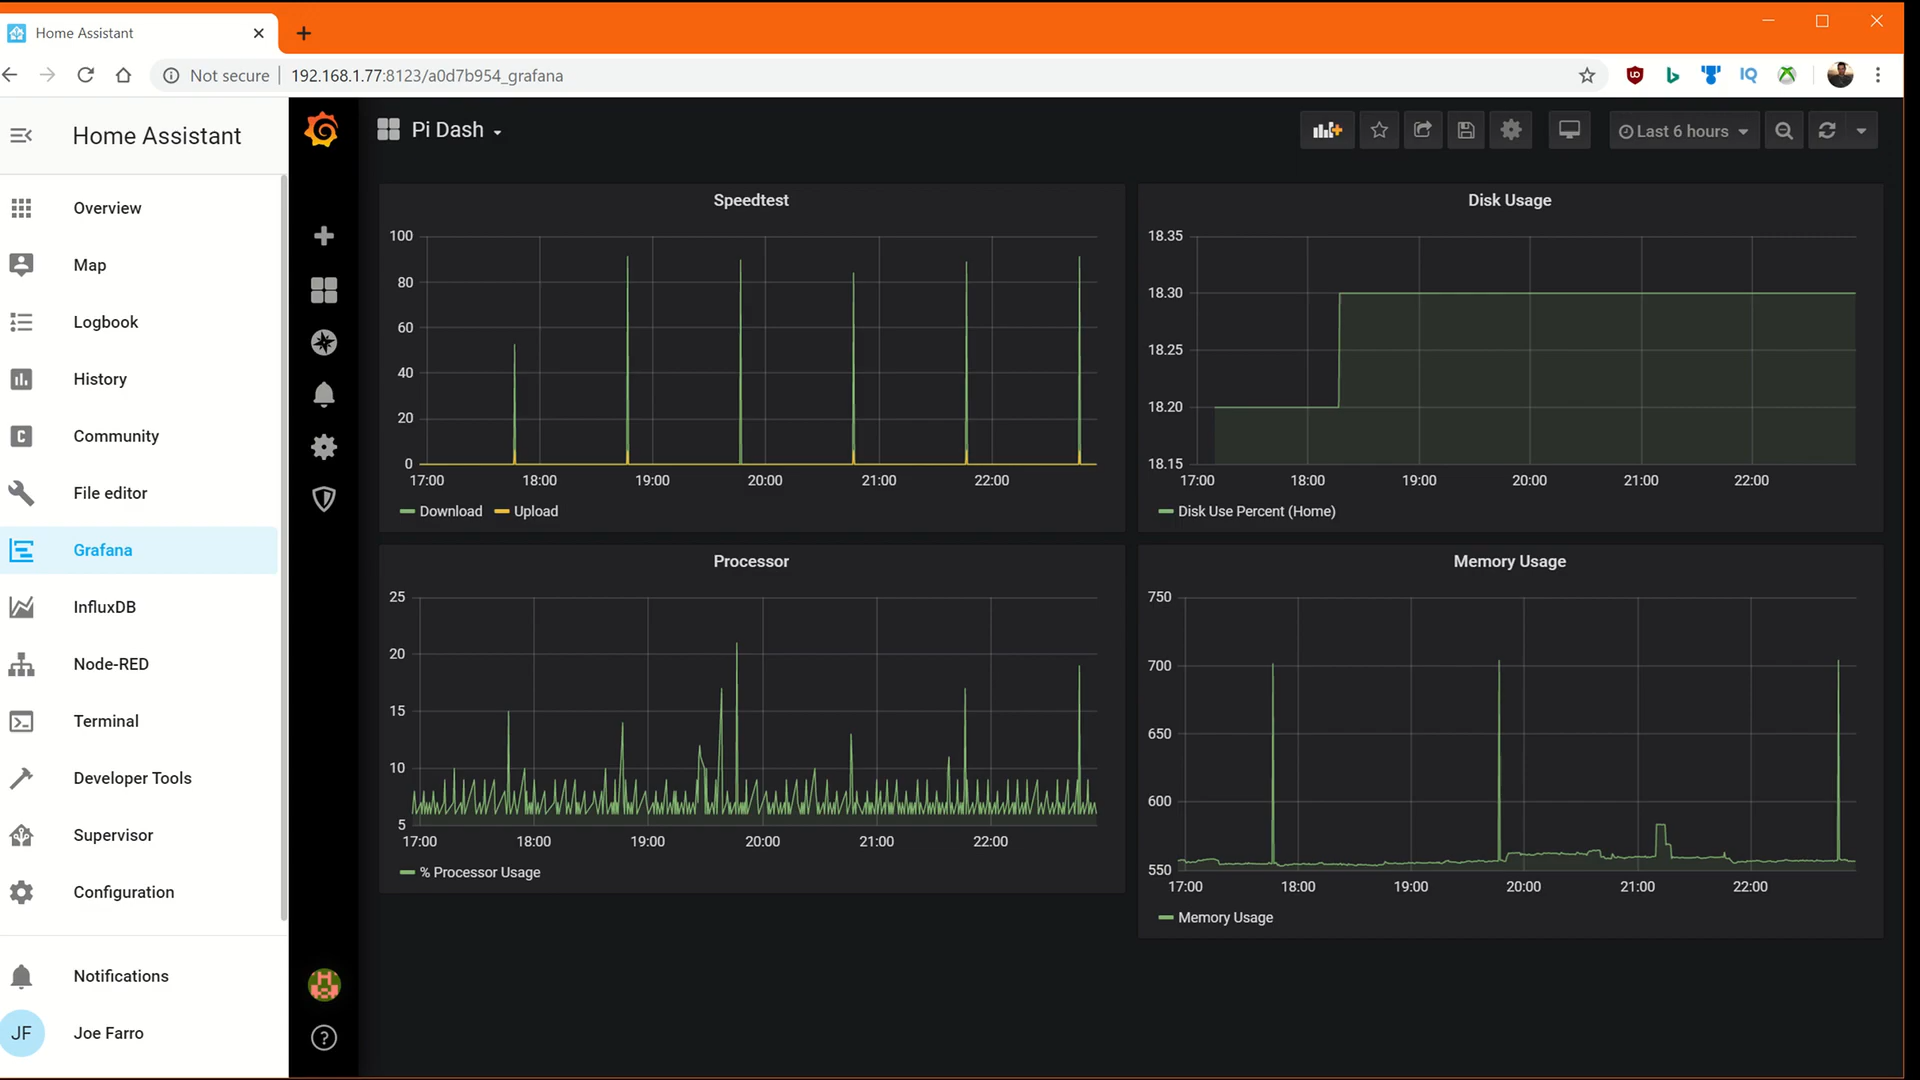 Home Assistant
Not secure
192.168.1.77:8123/a0d7b954_grafana
IQ
Home Assistant
Overview
Map
Logbook
History
Community
File editor
Grafana
InfluxDB
Node-RED
Terminal
Developer Tools
Supervisor
Configuration
Notifications
JF
Joe Farro
Pi Dash
Last 6 hours
Speedtest
100
80
60
40
20
0
17:00 18:00 19:00 20:00 21:00 22:00
Download Upload
Disk Usage
18.35
18.30
18.25
18.20
18.15
17:00 18:00 19:00 20:00 21:00 22:00
Disk Use Percent (Home)
Processor
25
20
15
10
5
17:00 18:00 19:00 20:00 21:00 22:00
% Processor Usage
Memory Usage
750
700
650
600
550
17:00 18:00 19:00 20:00 21:00 22:00
Memory Usage